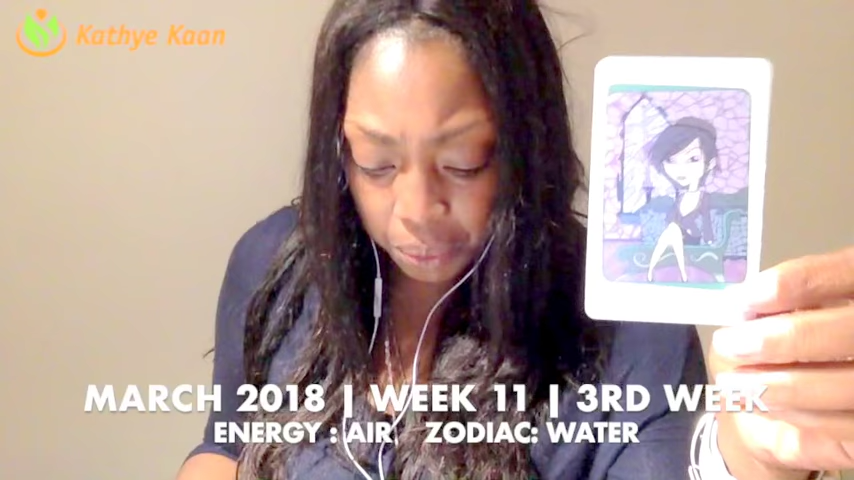 Kathye Kaan
MARCH 2018 | WEEK 11 | 3RD WEEK
ENERGY : AIR, ZODIAC: WATER